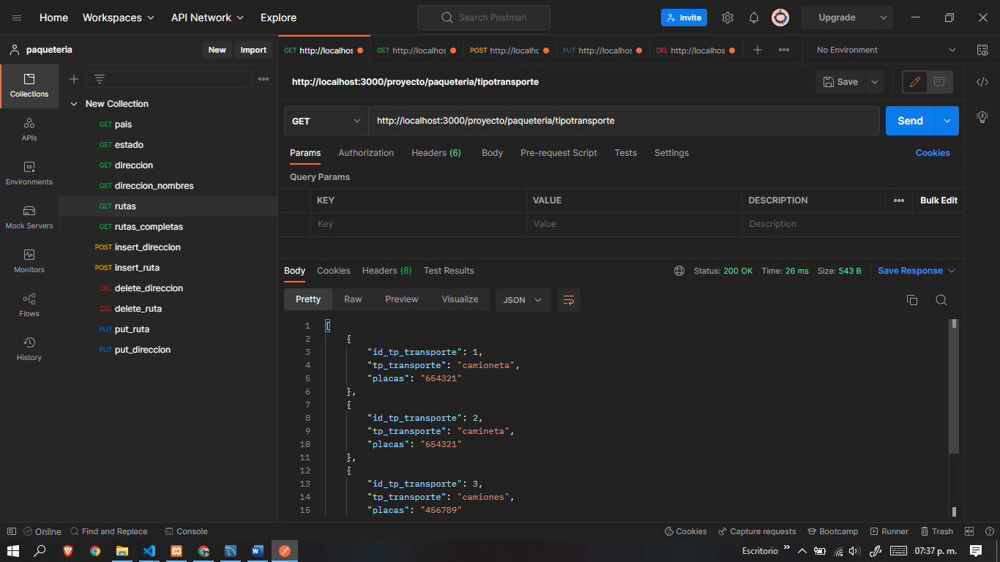 Home Workspaces API Network Explore Search Postman Invite Upgrade
paqueteria New Import GET http://localhos GET http://localhos POST http://localhc PUT http://localhos DEL http://localhos No Environment
Collections
APIs
Environments
Mock Servers
Monitors
Flows
History
New Collection
GET pais
GET estado
GET direccion
GET direccion_nombres
GET rutas
GET rutas_completas
POST insert_direccion
POST insert_ruta
DEL delete_direccion
DEL delete_ruta
PUT put_ruta
PUT put_direccion
http://localhost:3000/proyecto/paqueteria/tipotransporte Save
GET http://localhost:3000/proyecto/paqueteria/tipotransporte Send
Params Authorization Headers (6) Body Pre-request Script Tests Settings Cookies
Query Params
KEY VALUE DESCRIPTION Bulk Edit
Key Value Description
Body Cookies Headers (8) Test Results Status: 200 OK Time: 26 ms Size: 543 B Save Response
Pretty Raw Preview Visualize JSON
1 [
2 {
3 "id_tp_transporte": 1,
4 "tp_transporte": "camioneta",
5 "placas": "654321"
6 },
7 {
8 "id_tp_transporte": 2,
9 "tp_transporte": "camineta",
10 "placas": "654321"
11 },
12 {
13 "id_tp_transporte": 3,
14 "tp_transporte": "camiones",
15 "placas": "456789"
Online Find and Replace Console Cookies Capture requests Bootcamp Runner Trash
Escritorio 07:37 p. m.